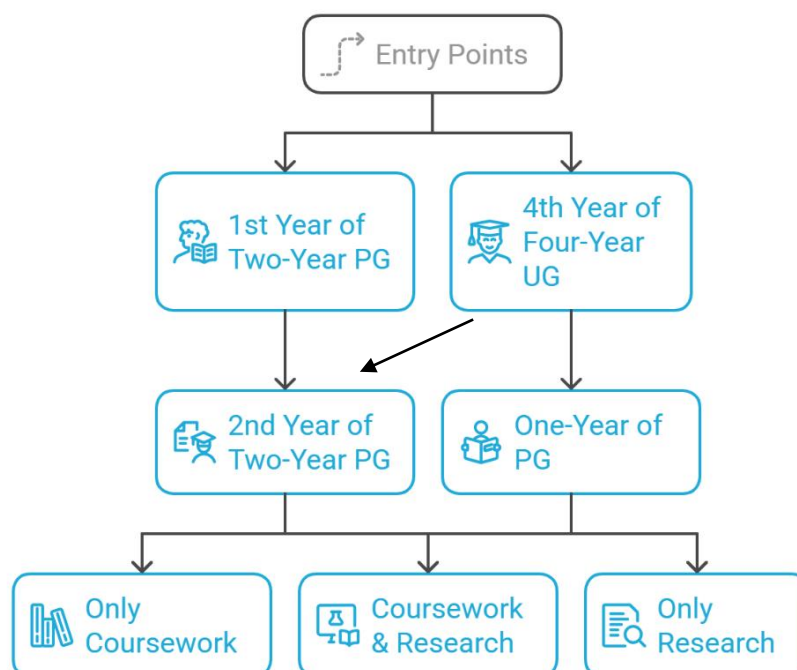 Entry Points
1st Year of
Two-Year PG
4th Year of
Four-Year
UG
2nd Year of
Two-Year PG
One-Year of
PG
Only
Coursework
Coursework
& Research
Only
Research